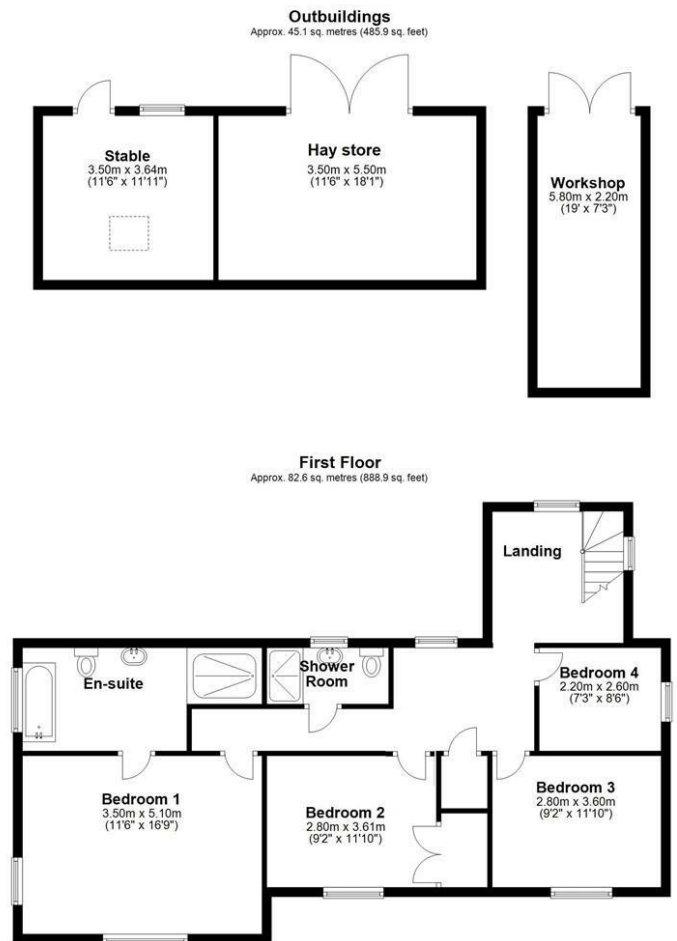 Outbuildings
Approx. 45.1 sq. metres (485.9 sq. feet)
Stable
3.50m x 3.64m
(11'6" x 11'11")
Hay store
3.50m x 5.50m
(11'6" x 18'1")
Workshop
5.80m x 2.20m
(19' x 7'3")
First Floor
Approx. 82.6 sq. metres (888.9 sq. feet)
Landing
En-suite
Shower
Room
Bedroom 4
2.20m x 2.60m
(7'3" x 8'6")
Bedroom 1
3.50m x 5.10m
(11'6" x 16'9")
Bedroom 2
2.80m x 3.61m
(9'2" x 11'10")
Bedroom 3
2.80m x 3.60m
(9'2" x 11'10")